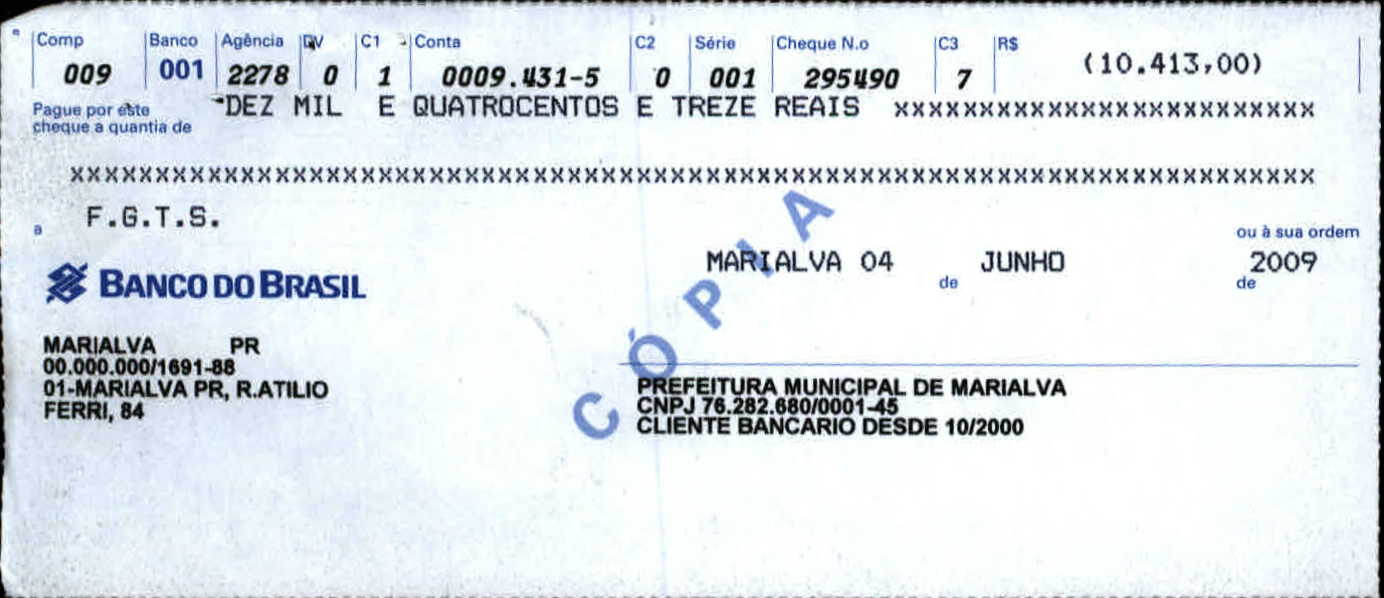 Comp Banco Agência DV C1 Conta C2 Série Cheque N.o C3 R$
009 001 2278 0 1 0009.431-5 0 001 295490 7 (10.413,00)
Pague por este
cheque a quantia de
DEZ MIL E QUATROCENTOS E TREZE REAIS xxxxxxxxxxxxxxxxxxxxxxxxx
xxxxxxxxxxxxxxxxxxxxxxxxxxxxxxxxxxxxxxxxxxxxxxxxxxxxxxxxxxxxxxxxxxxxxxxxx
a F.G.T.S.
ou à sua ordem
MARIALVA 04 de JUNHO de 2009
BANCO DO BRASIL
CÓPIA
MARIALVA PR
00.000.000/1691-88
01-MARIALVA PR, R.ATILIO
FERRI, 84
PREFEITURA MUNICIPAL DE MARIALVA
CNPJ 76.282.680/0001-45
CLIENTE BANCARIO DESDE 10/2000